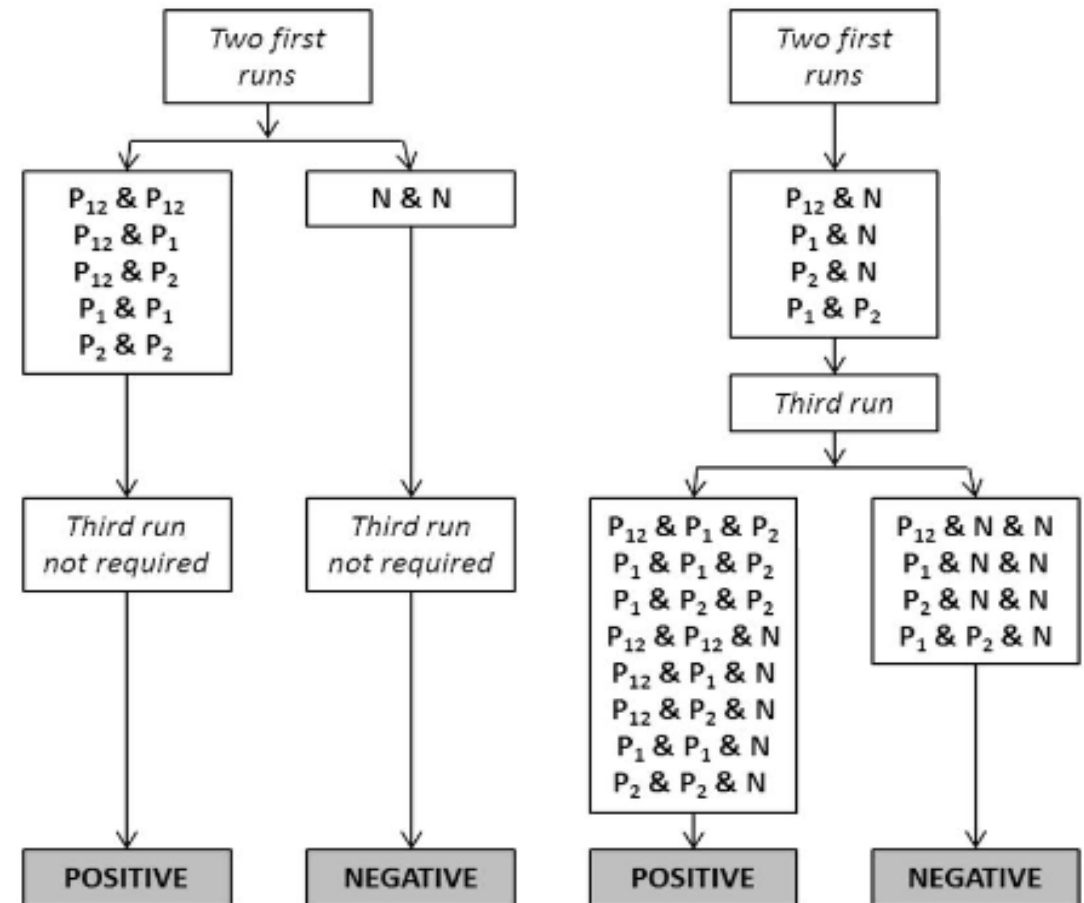 Two first
runs
P₁₂ & P₁₂
P₁₂ & P₁
P₁₂ & P₂
P₁ & P₁
P₂ & P₂
N & N
Third run
not required
Third run
not required
POSITIVE
NEGATIVE
Two first
runs
P₁₂ & N
P₁ & N
P₂ & N
P₁ & P₂
Third run
P₁₂ & P₁ & P₂
P₁ & P₁ & P₂
P₁ & P₂ & P₂
P₁₂ & P₁₂ & N
P₁₂ & P₁ & N
P₁₂ & P₂ & N
P₁ & P₁ & N
P₂ & P₂ & N
P₁₂ & N & N
P₁ & N & N
P₂ & N & N
P₁ & P₂ & N
POSITIVE
NEGATIVE